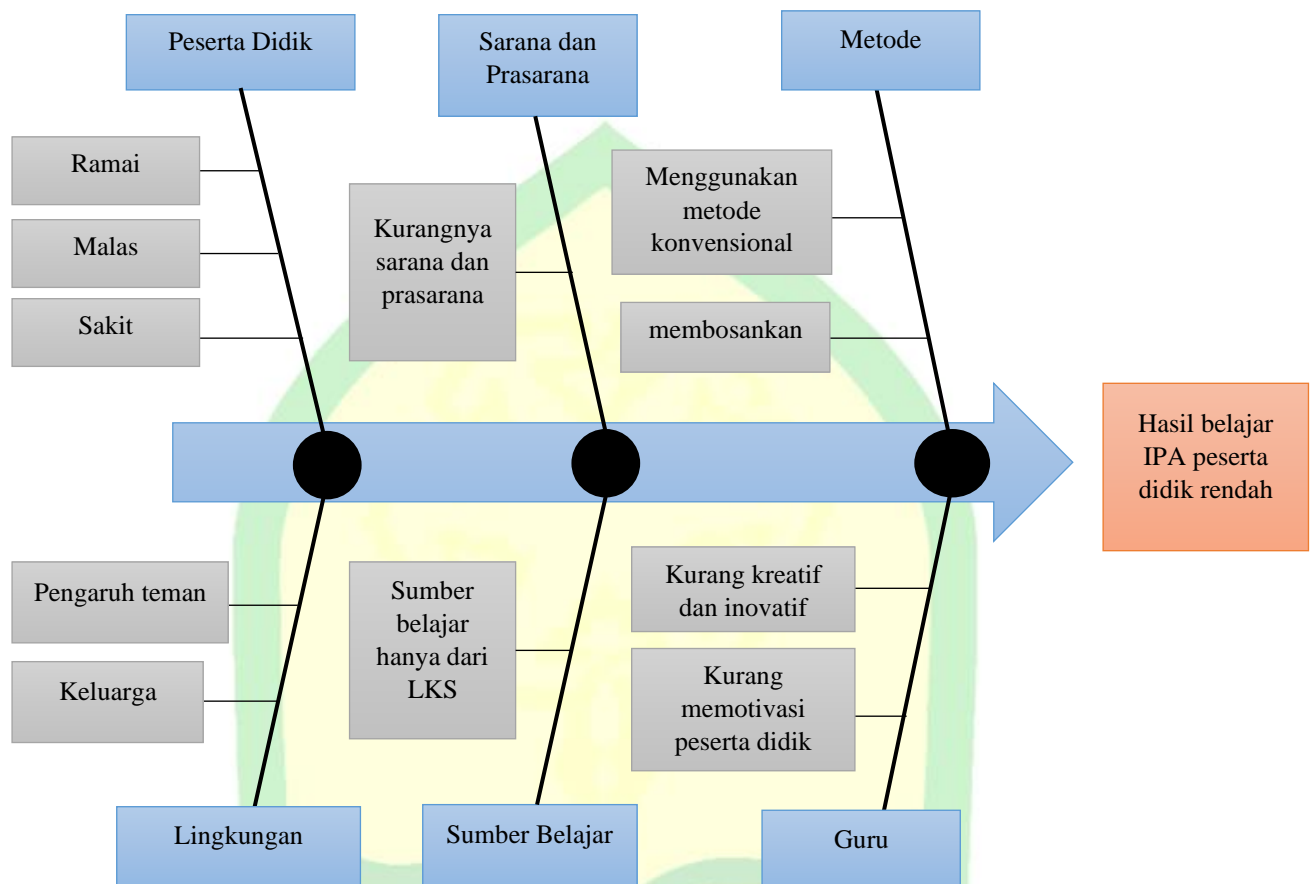 Peserta Didik
Sarana dan
Prasarana
Metode
Ramai
Malas
Sakit
Kurangnya
sarana dan
prasarana
Menggunakan
metode
konvensional
membosankan
Hasil belajar
IPA peserta
didik rendah
Pengaruh teman
Keluarga
Sumber
belajar
hanya dari
LKS
Kurang kreatif
dan inovatif
Kurang
memotivasi
peserta didik
Lingkungan
Sumber Belajar
Guru